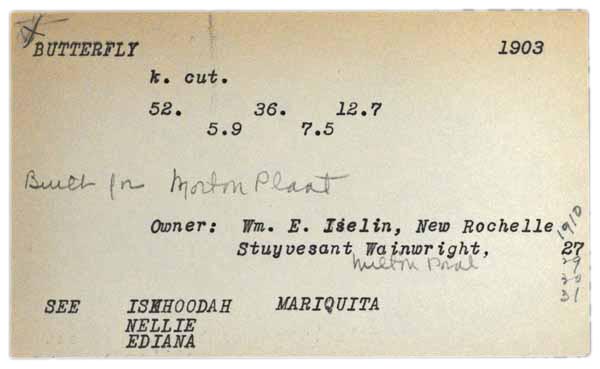 BUTTERFLY 1903
k. cut.
52. 36. 12.7
5.9 7.5
Built for Morton Plant
Owner: Wm. E. Iselin, New Rochelle 1910
Stuyvesant Wainwright, 27
Milton Point 29
30
31
SEE ISKHOODAH MARIQUITA
NELLIE
EDIANA